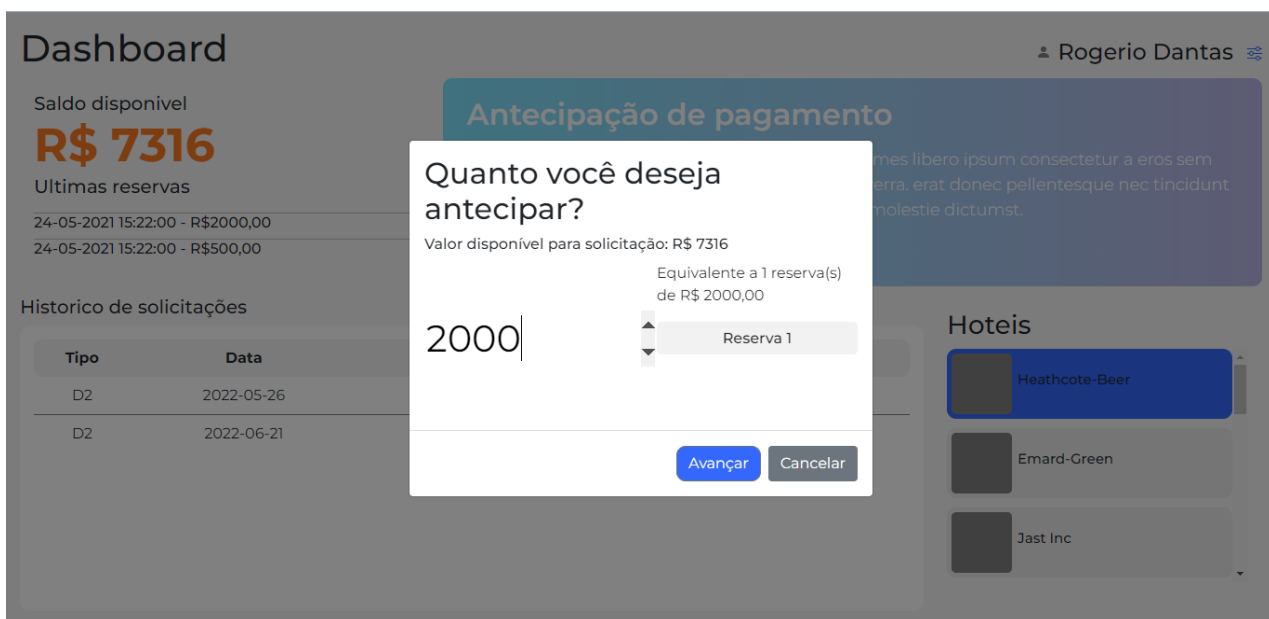 Dashboard
Rogerio Dantas
Saldo disponivel
R$ 7316
Ultimas reservas
24-05-2021 15:22:00 - R$2000,00
24-05-2021 15:22:00 - R$500,00
Antecipação de pagamento
mes libero ipsum consectetur a eros sem
erra. erat donec pellentesque nec tincidunt
molestie dictumst.
Quanto você deseja
antecipar?
Valor disponível para solicitação: R$ 7316
Equivalente a 1 reserva(s)
de R$ 2000,00
2000
Reserva 1
Avançar Cancelar
Historico de solicitações
Tipo Data
D2 2022-05-26
D2 2022-06-21
Hoteis
Heathcote-Beer
Emard-Green
Jast Inc